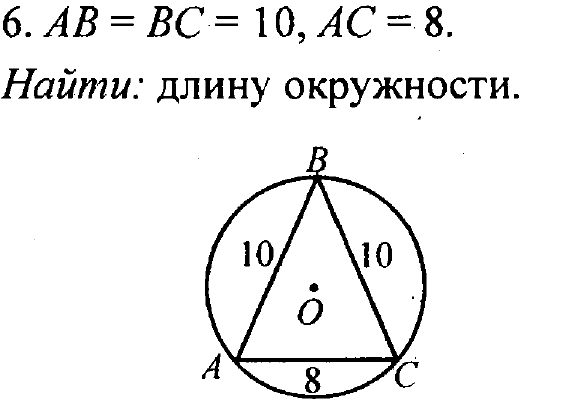 6. AB = BC = 10, AC = 8.
Найти: длину окружности.
B
10 10
O
A 8 C